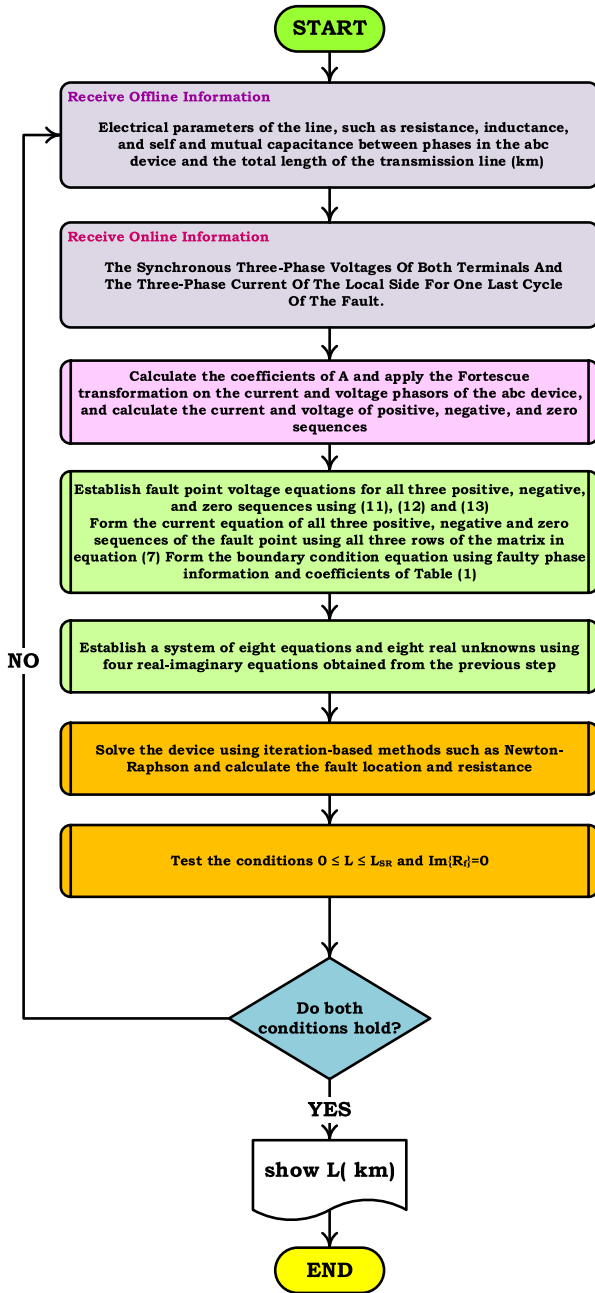 START
Receive Offline Information
Electrical parameters of the line, such as resistance, inductance,
and self and mutual capacitance between phases in the abc
device and the total length of the transmission line (km)
Receive Online Information
The Synchronous Three-Phase Voltages Of Both Terminals And
The Three-Phase Current Of The Local Side For One Last Cycle
Of The Fault.
Calculate the coefficients of A and apply the Fortescue
transformation on the current and voltage phasors of the abc device,
and calculate the current and voltage of positive, negative, and zero
sequences
Establish fault point voltage equations for all three positive, negative,
and zero sequences using (11), (12) and (13)
Form the current equation of all three positive, negative and zero
sequences of the fault point using all three rows of the matrix in
equation (7) Form the boundary condition equation using faulty phase
information and coefficients of Table (1)
Establish a system of eight equations and eight real unknowns using
four real-imaginary equations obtained from the previous step
NO
Solve the device using iteration-based methods such as Newton-
Raphson and calculate the fault location and resistance
Test the conditions 0 ≤ L ≤ L<sub>SR</sub> and Im{R<sub>f</sub>}=0
Do both
conditions hold?
YES
show L( km)
END